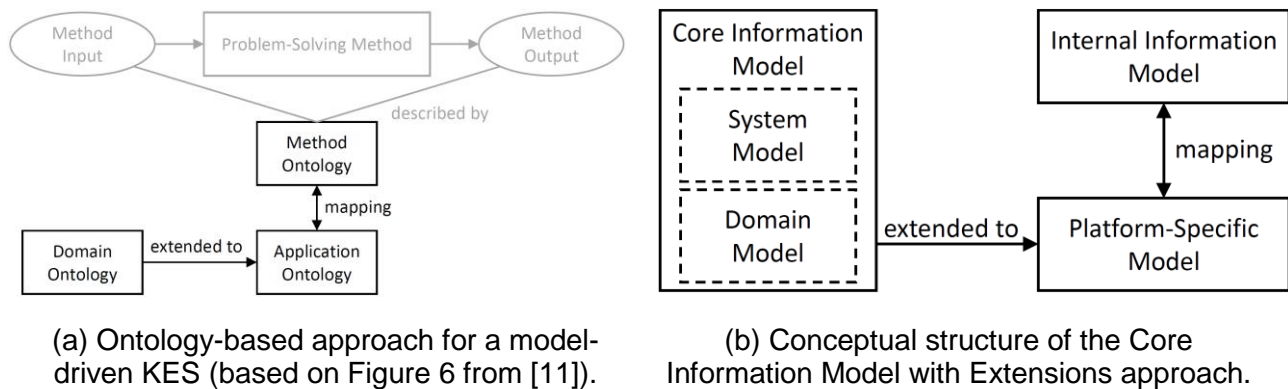 Method
Input
Problem-Solving Method
Method
Output
described by
Method
Ontology
mapping
Domain
Ontology
extended to
Application
Ontology
Core Information
Model
System
Model
Domain
Model
extended to
Internal Information
Model
mapping
Platform-Specific
Model
(a) Ontology-based approach for a model-
driven KES (based on Figure 6 from [11]).
(b) Conceptual structure of the Core
Information Model with Extensions approach.